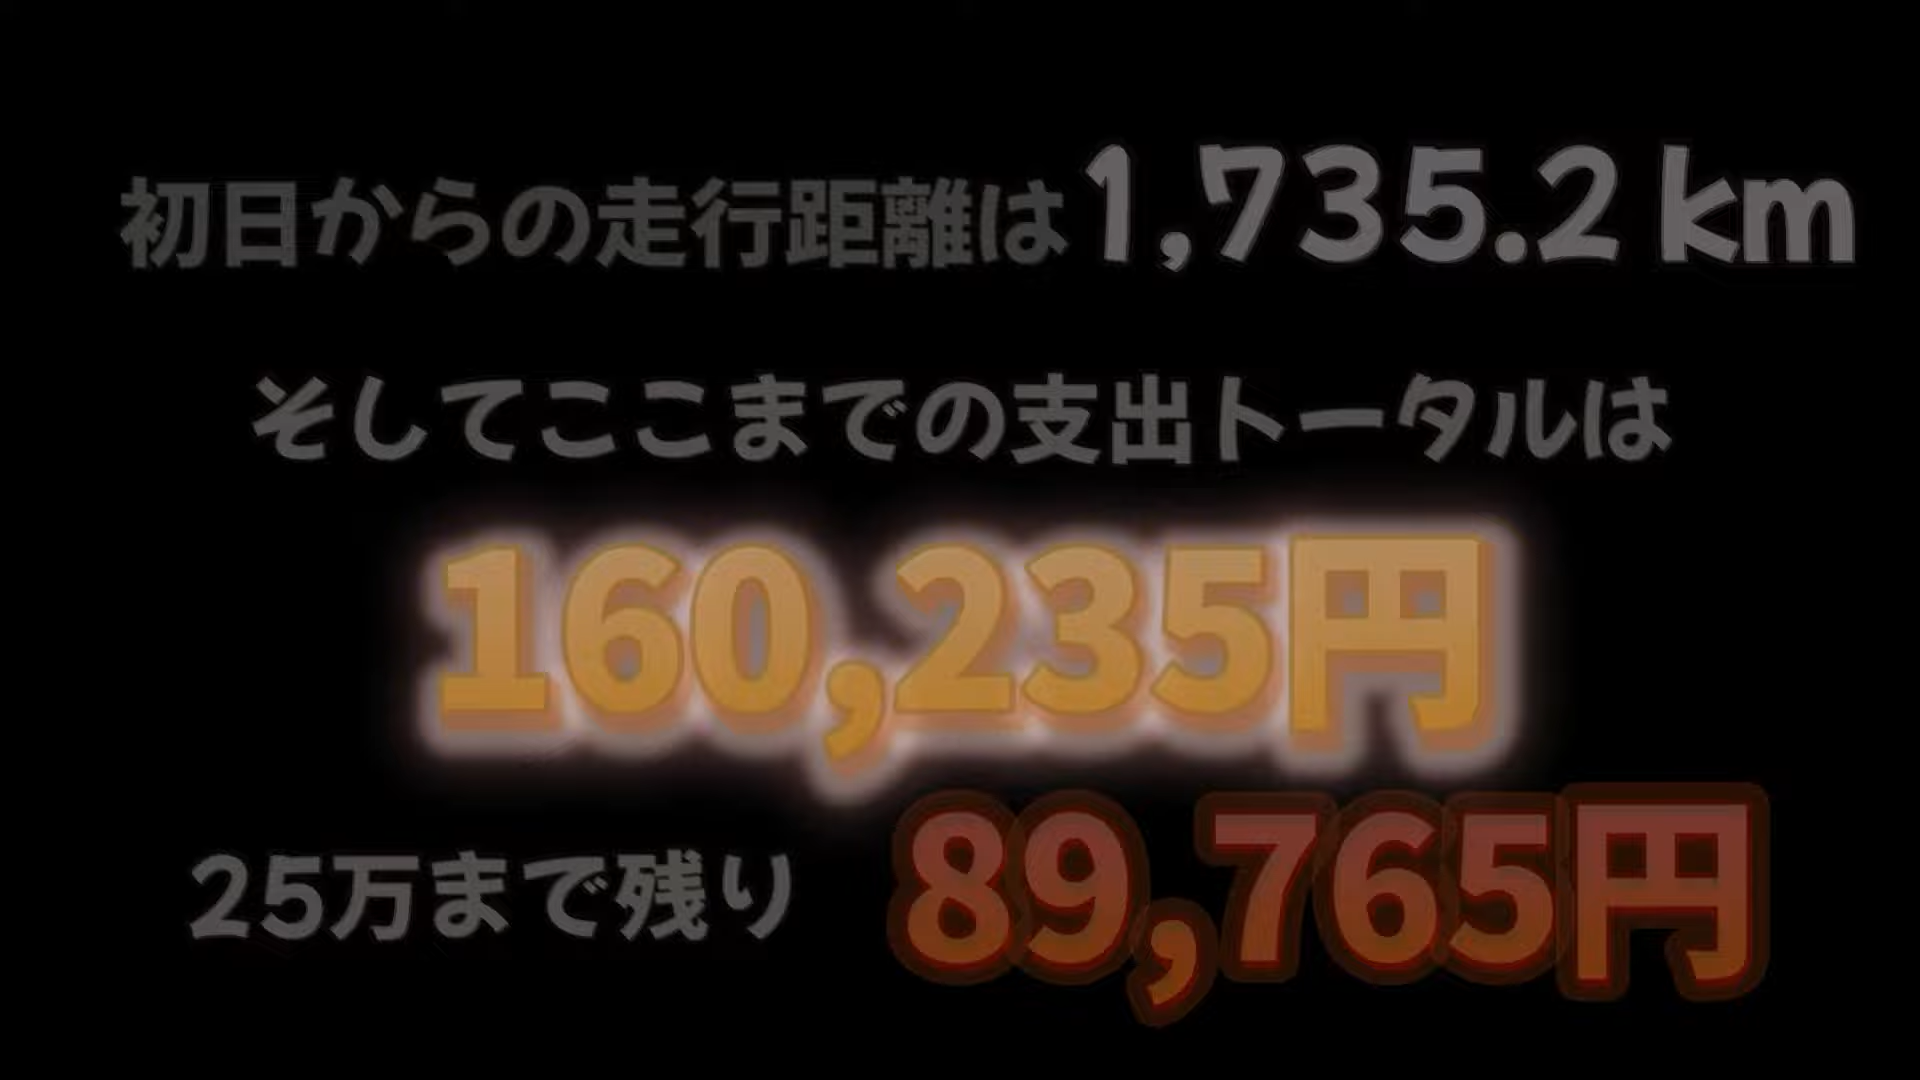 初日からの走行距離は1,735.2km
そしてここまでの支出トータルは
160,235円
25万まで残り 89,765円